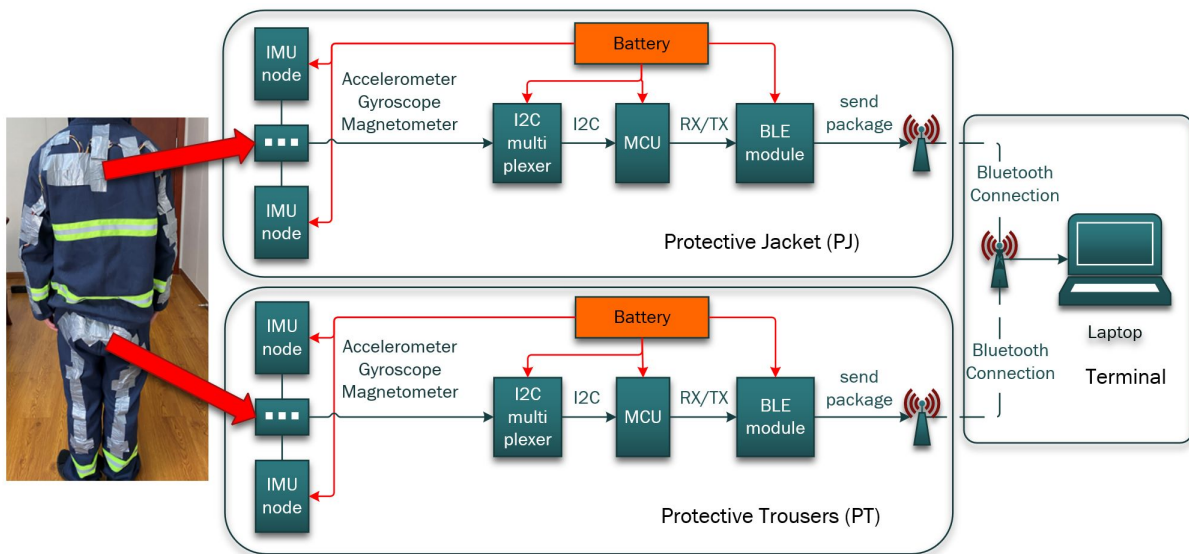 IMU
node
Battery
Accelerometer
Gyroscope
Magnetometer
I2C
multi
plexer
I2C
MCU
RX/TX
BLE
module
send
package
IMU
node
Protective Jacket (PJ)
IMU
node
Battery
Accelerometer
Gyroscope
Magnetometer
I2C
multi
plexer
I2C
MCU
RX/TX
BLE
module
send
package
IMU
node
Protective Trousers (PT)
Bluetooth
Connection
Laptop
Bluetooth
Connection
Terminal